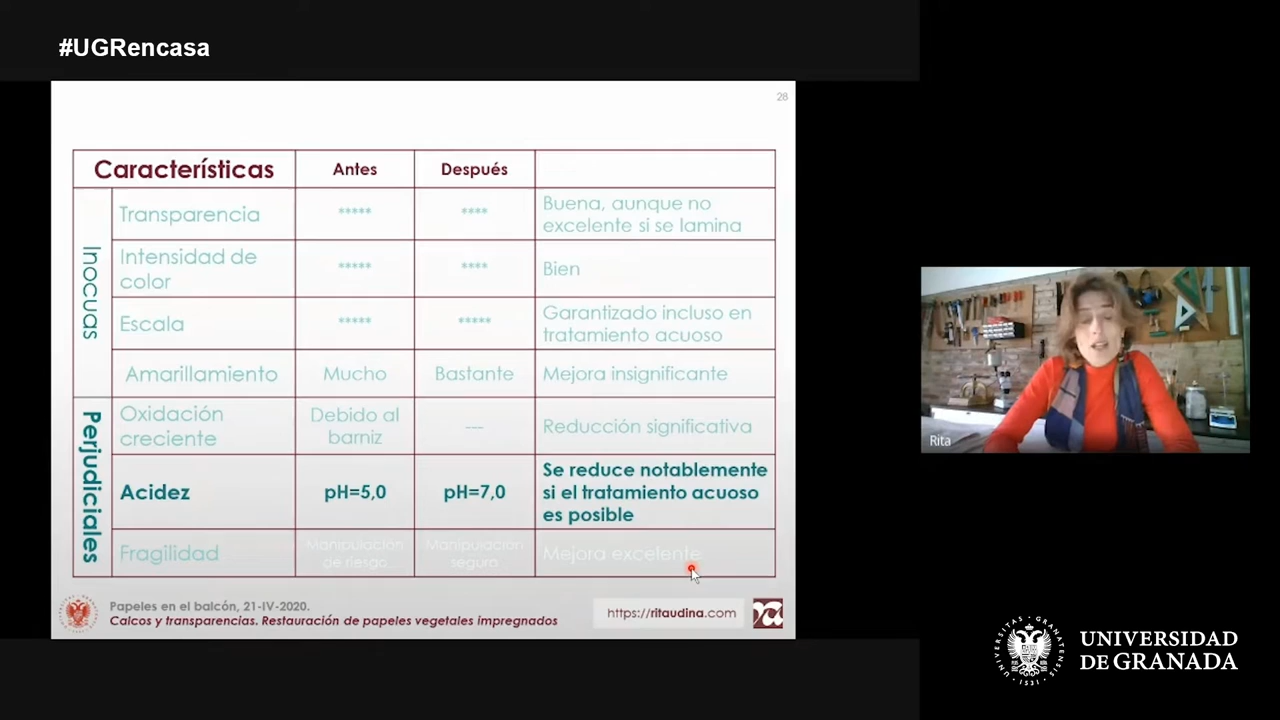 #UGRencasa
28
Características
Antes
Después
Inocuas
Transparencia
*****
****
Buena, aunque no
excelente si se lamina
Intensidad de
color
*****
****
Bien
Escala
*****
*****
Garantizado incluso en
tratamiento acuoso
Amarillamiento
Mucho
Bastante
Mejora insignificante
Perjudiciales
Oxidación
creciente
Debido al
barniz
---
Reducción significativa
Acidez
pH=5,0
pH=7,0
Se reduce notablemente
si el tratamiento acuoso
es posible
Fragilidad
Manipulación
de riesgo
Manipulación
segura
Mejora excelente
Papeles en el balcón, 21-IV-2020.
Calcos y transparencias. Restauración de papeles vegetales impregnados
https://ritaudina.com
Rita
UNIVERSITAS GRANATENSIS
1531
UNIVERSIDAD
DE GRANADA